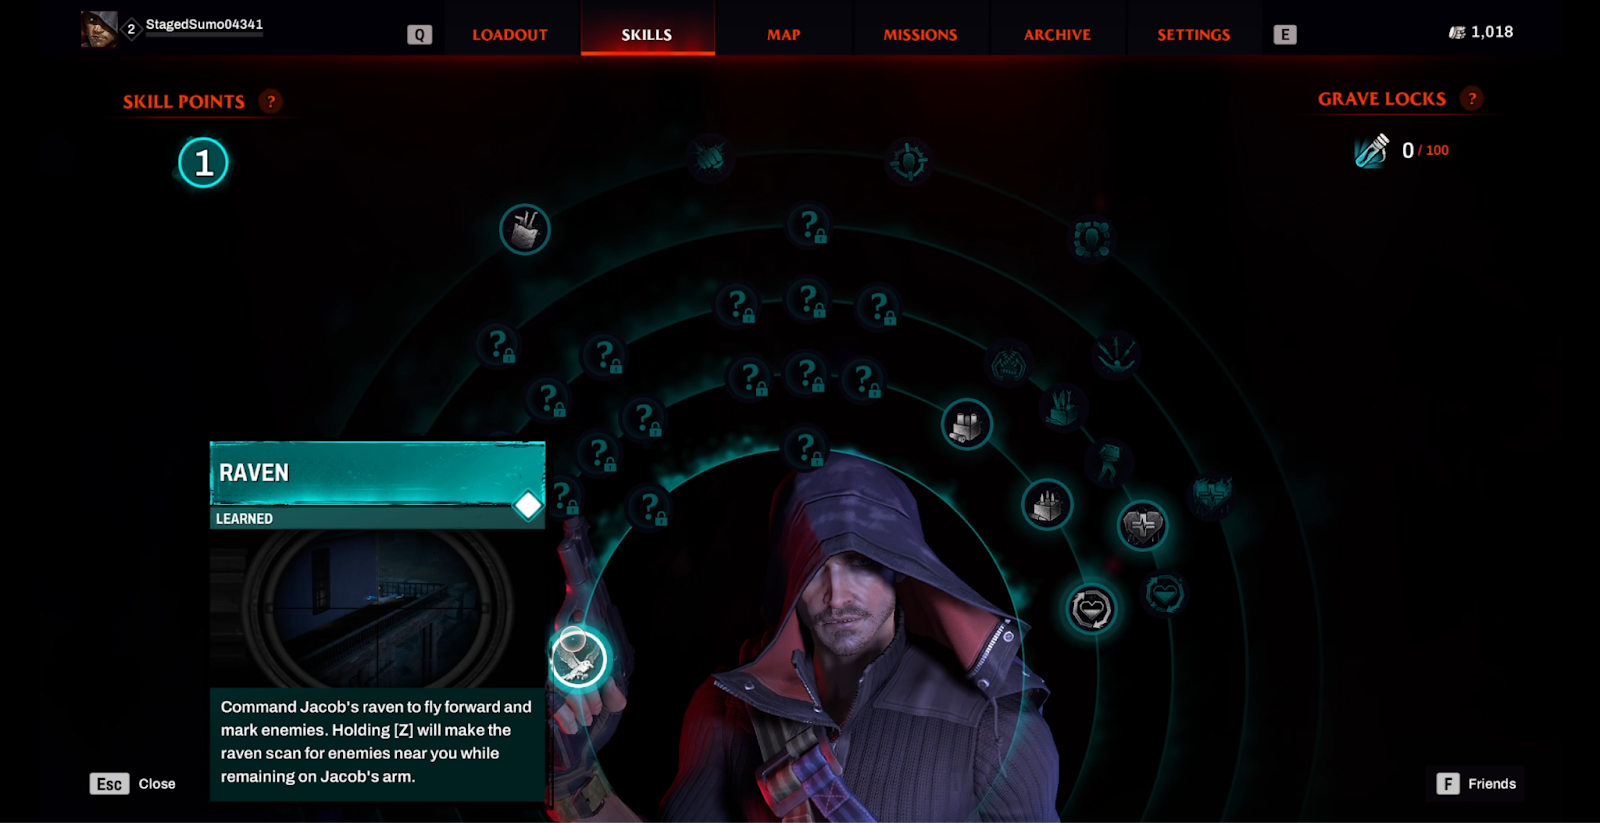 2 StagedSumo04341
Q LOADOUT SKILLS MAP MISSIONS ARCHIVE SETTINGS E
1,018
SKILL POINTS ?
GRAVE LOCKS ?
1
0 / 100
?
? ? ?
? ?
? ? ?
? ?
? ?
? ?
RAVEN
LEARNED
Command Jacob's raven to fly forward and
mark enemies. Holding [Z] will make the
raven scan for enemies near you while
remaining on Jacob's arm.
Esc Close
F Friends